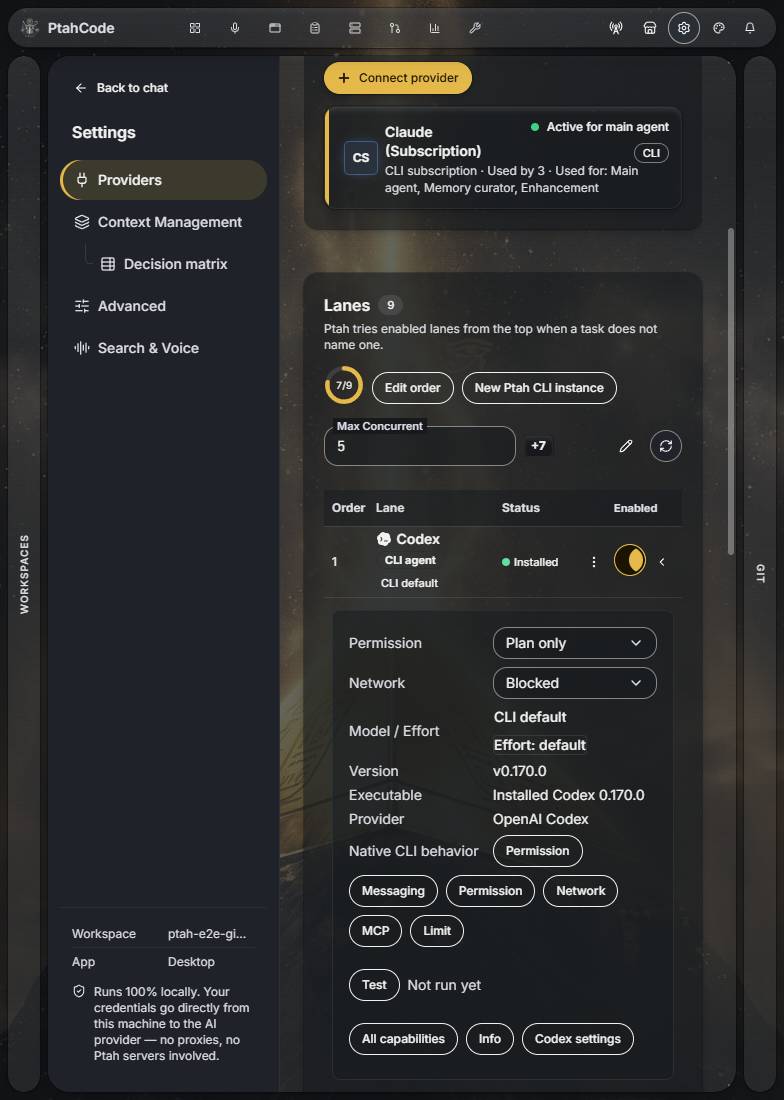 PtahCode
WORKSPACES
Back to chat
Settings
Providers
Context Management
Decision matrix
Advanced
Search & Voice
Workspace ptah-e2e-gi...
App Desktop
Runs 100% locally. Your
credentials go directly from
this machine to the AI
provider — no proxies, no
Ptah servers involved.
Connect provider
CS
Claude
(Subscription)
Active for main agent
CLI
CLI subscription · Used by 3 · Used for: Main
agent, Memory curator, Enhancement
Lanes 9
Ptah tries enabled lanes from the top when a task does not
name one.
7/9 Edit order New Ptah CLI instance
Max Concurrent
5 +7
Order Lane Status Enabled
1 Codex Installed
CLI agent
CLI default
Permission Plan only
Network Blocked
Model / Effort CLI default
Effort: default
Version v0.170.0
Executable Installed Codex 0.170.0
Provider OpenAI Codex
Native CLI behavior Permission
Messaging Permission Network
MCP Limit
Test Not run yet
All capabilities Info Codex settings
GIT